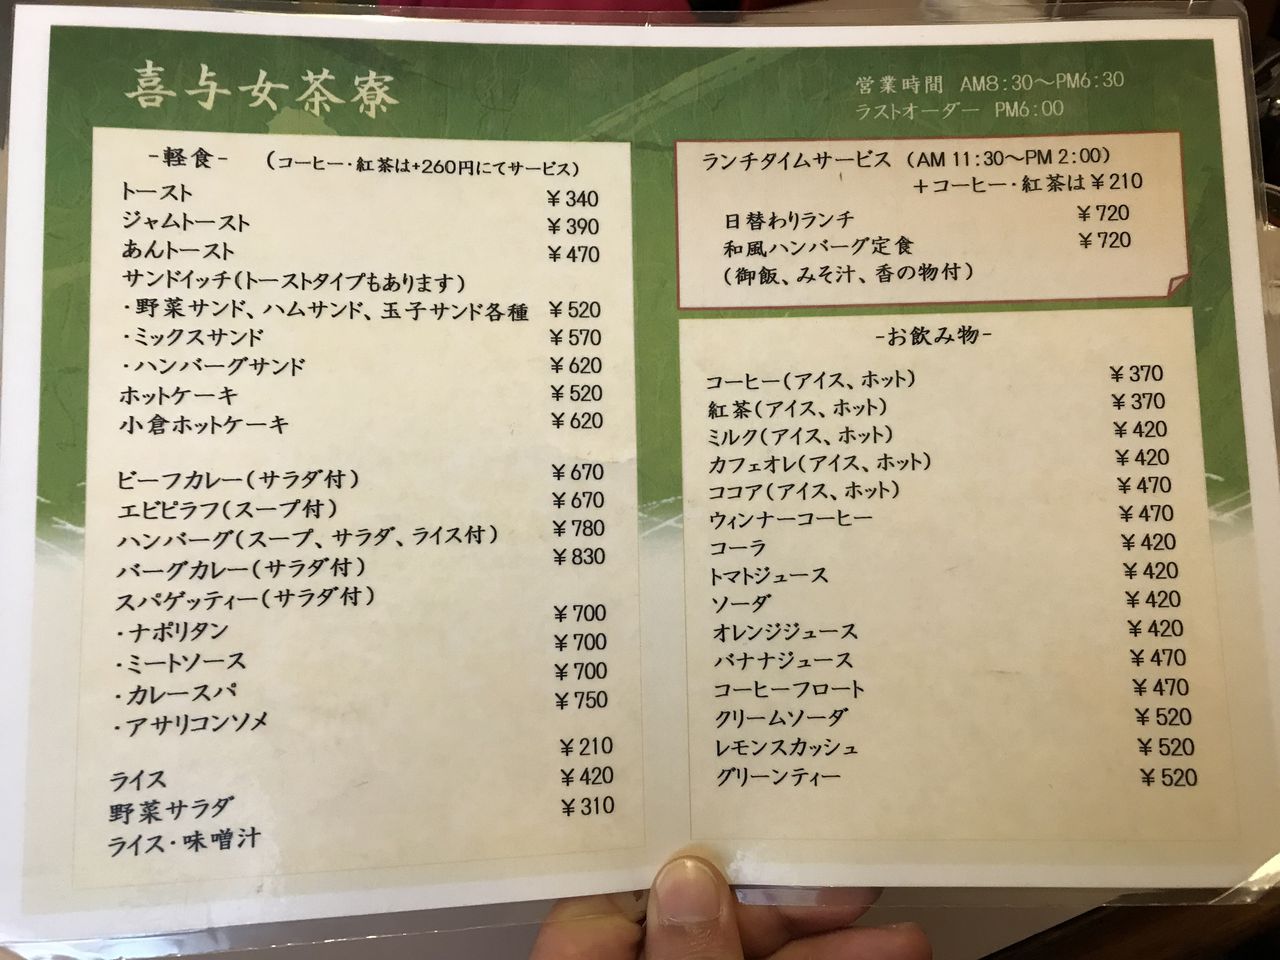 喜与女茶寮
営業時間 AM8:30～PM6:30
ラストオーダー PM6:00
-軽食- (コーヒー・紅茶は+260円にてサービス)
トースト ￥340
ジャムトースト ￥390
あんトースト ￥470
サンドイッチ(トーストタイプもあります)
・野菜サンド、ハムサンド、玉子サンド各種 ￥520
・ミックスサンド ￥570
・ハンバーグサンド ￥620
ホットケーキ ￥520
小倉ホットケーキ ￥620
ビーフカレー(サラダ付) ￥670
エビピラフ(スープ付) ￥670
ハンバーグ(スープ、サラダ、ライス付) ￥780
バーグカレー(サラダ付) ￥830
スパゲッティー(サラダ付)
・ナポリタン ￥700
・ミートソース ￥700
・カレースパ ￥700
・アサリコンソメ ￥750
ライス ￥210
野菜サラダ ￥420
ライス・味噌汁 ￥310
ランチタイムサービス (AM 11:30～PM 2:00)
＋コーヒー・紅茶は￥210
日替わりランチ ￥720
和風ハンバーグ定食 ￥720
(御飯、みそ汁、香の物付)
-お飲み物-
コーヒー(アイス、ホット) ￥370
紅茶(アイス、ホット) ￥370
ミルク(アイス、ホット) ￥420
カフェオレ(アイス、ホット) ￥420
ココア(アイス、ホット) ￥470
ウィンナーコーヒー ￥470
コーラ ￥420
トマトジュース ￥420
ソーダ ￥420
オレンジジュース ￥420
バナナジュース ￥470
コーヒーフロート ￥470
クリームソーダ ￥520
レモンスカッシュ ￥520
グリーンティー ￥520